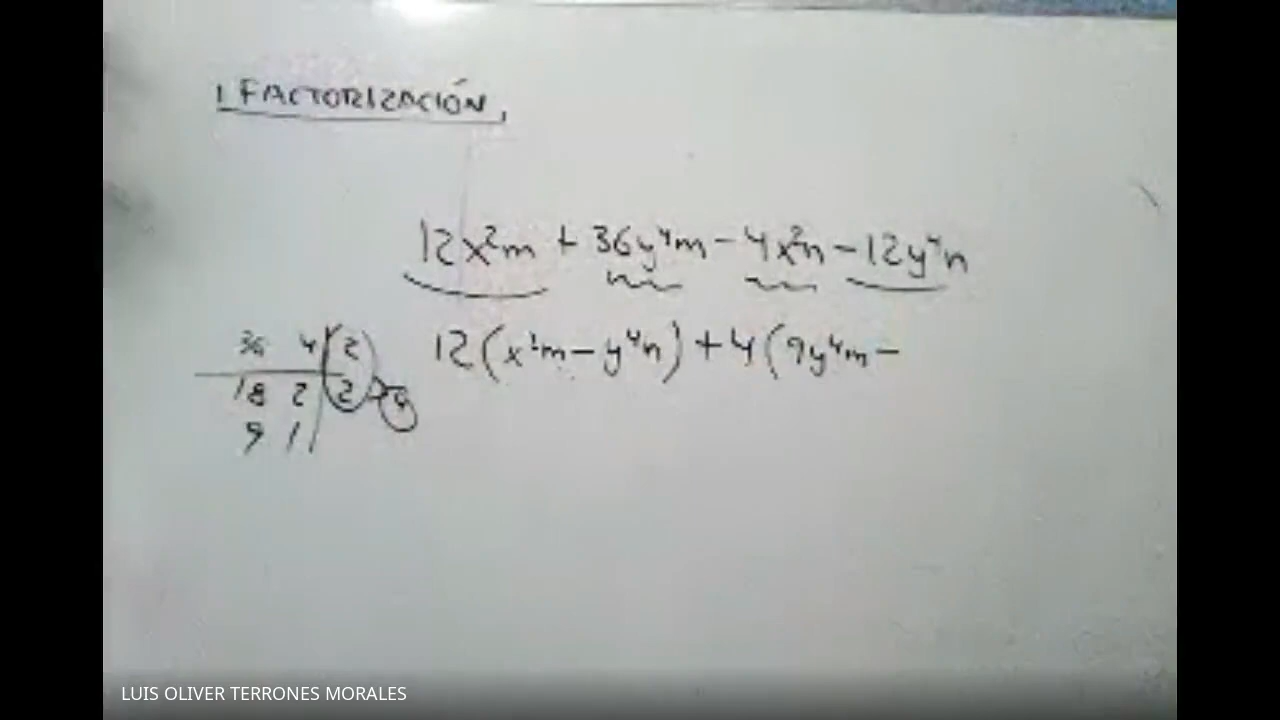 1 FACTORIZACIÓN
12x²m + 36y⁴m - 4x²n - 12y⁴n
12(x²m - y⁴n) + 4(9y⁴m -
36 4 2
18 2 2
9 1
LUIS OLIVER TERRONES MORALES